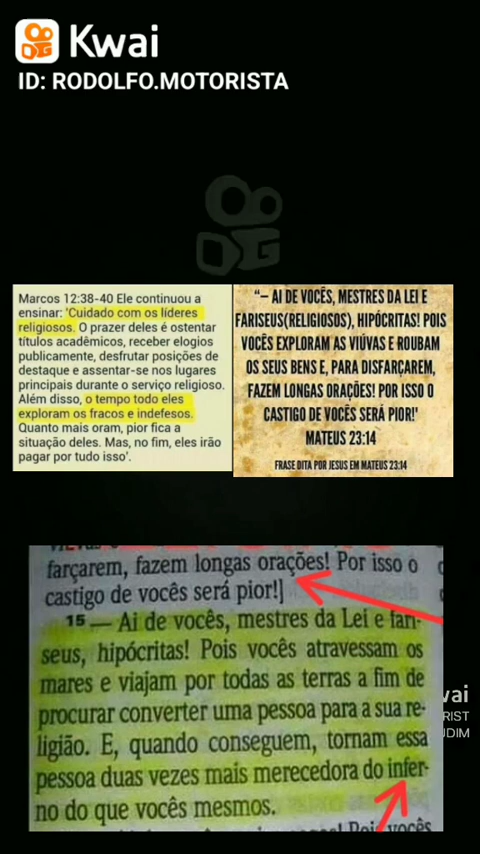 Kwai
ID: RODOLFO.MOTORISTA
Marcos 12:38-40 Ele continuou a
ensinar: 'Cuidado com os líderes
religiosos. O prazer deles é ostentar
títulos acadêmicos, receber elogios
publicamente, desfrutar posições de
destaque e assentar-se nos lugares
principais durante o serviço religioso.
Além disso, o tempo todo eles
exploram os fracos e indefesos.
Quanto mais oram, pior fica a
situação deles. Mas, no fim, eles irão
pagar por tudo isso'.
"– AI DE VOCÊS, MESTRES DA LEI E
FARISEUS(RELIGIOSOS), HIPÓCRITAS! POIS
VOCÊS EXPLORAM AS VIÚVAS E ROUBAM
OS SEUS BENS E, PARA DISFARÇAREM,
FAZEM LONGAS ORAÇÕES! POR ISSO O
CASTIGO DE VOCÊS SERÁ PIOR!'
MATEUS 23:14
FRASE DITA POR JESUS EM MATEUS 23:14
farçarem, fazem longas orações! Por isso o
castigo de vocês será pior!]
15 — Ai de vocês, mestres da Lei e fari-
seus, hipócritas! Pois vocês atravessam os
mares e viajam por todas as terras a fim de
procurar converter uma pessoa para a sua re-
ligião. E, quando conseguem, tornam essa
pessoa duas vezes mais merecedora do infer-
no do que vocês mesmos.
Pois vocês